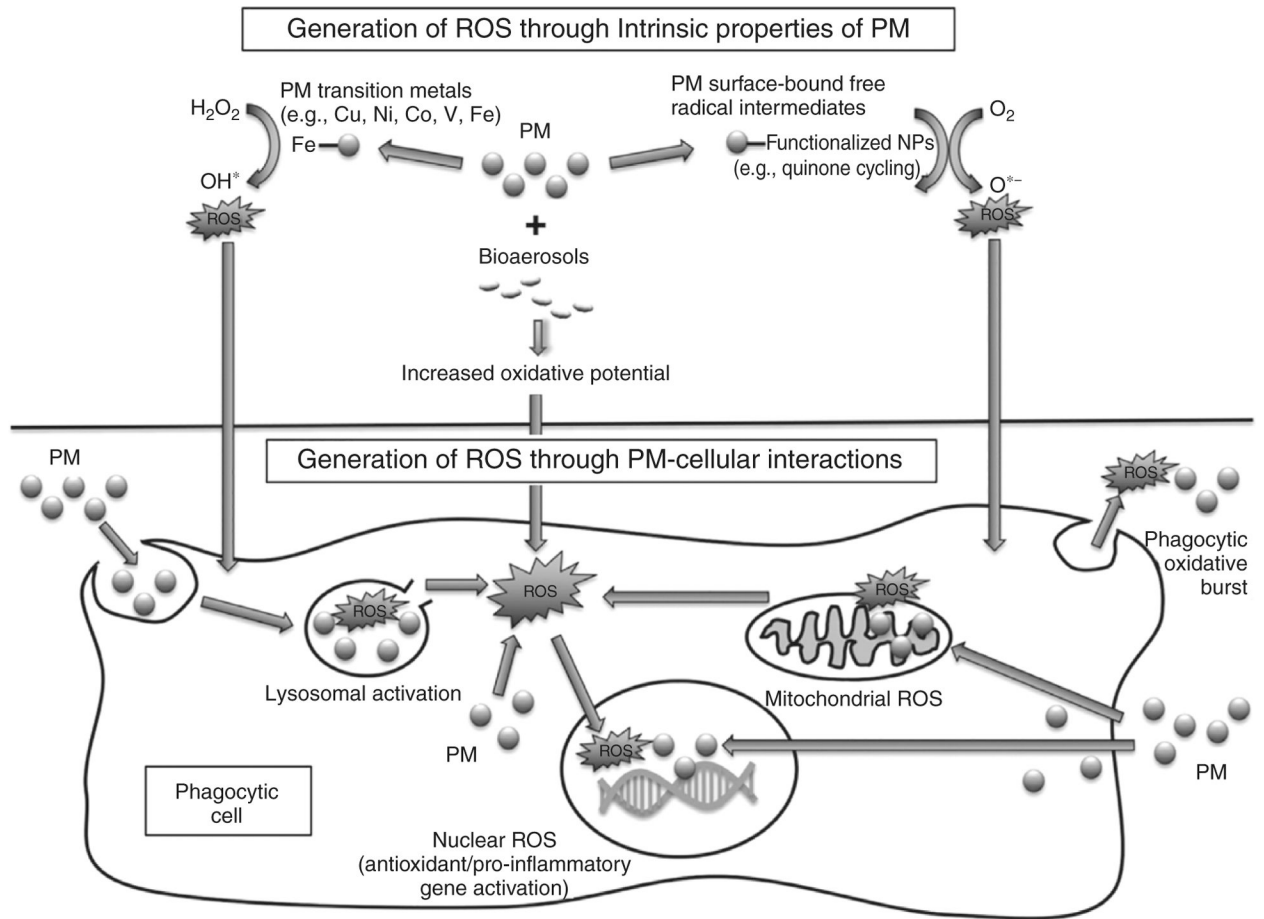 Generation of ROS through Intrinsic properties of PM
H₂O₂
PM transition metals
(e.g., Cu, Ni, Co, V, Fe)
Fe
OH*
ROS
PM
+
Bioaerosols
Increased oxidative potential
PM surface-bound free
radical intermediates
Functionalized NPs
(e.g., quinone cycling)
O₂
O*–
ROS
Generation of ROS through PM-cellular interactions
PM
ROS
Phagocytic
oxidative
burst
ROS
Lysosomal activation
ROS
PM
ROS
Mitochondrial ROS
ROS
PM
Phagocytic
cell
Nuclear ROS
(antioxidant/pro-inflammatory
gene activation)